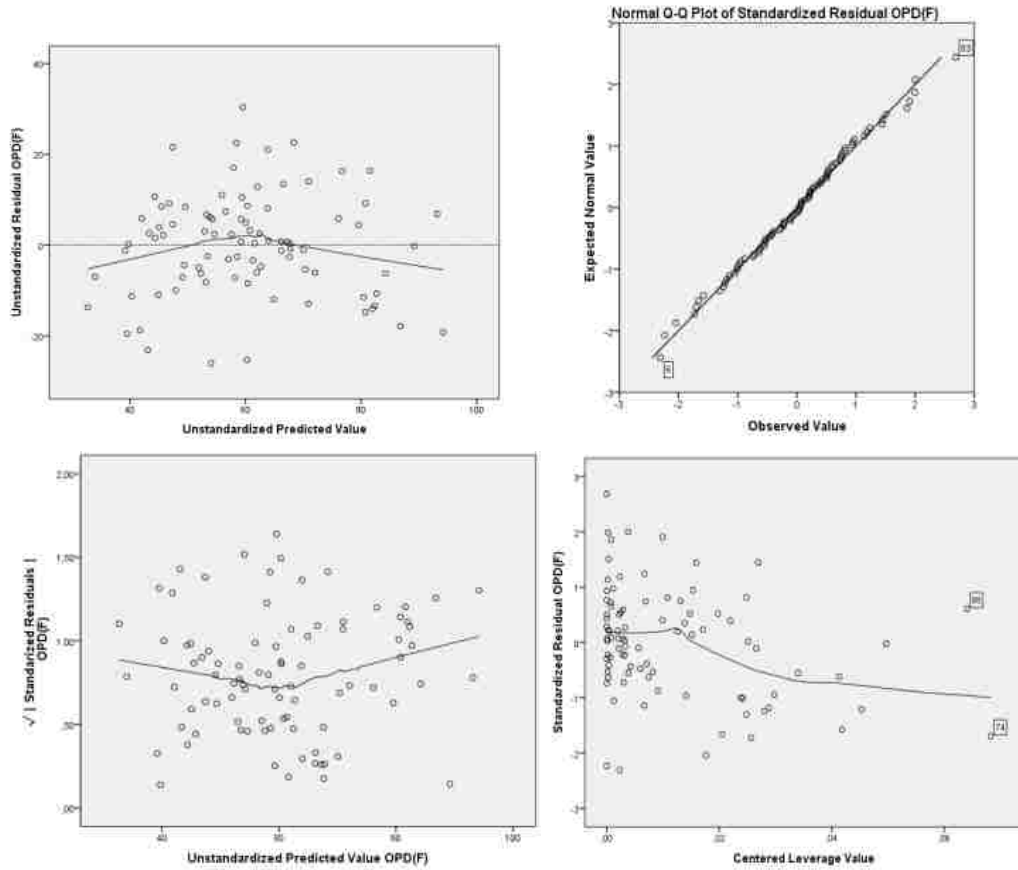 40
20
0
-20
Unstandardized Residual OPD(F)
40 60 80 100
Unstandardized Predicted Value
Normal Q-Q Plot of Standardized Residual OPD(F)
3
2
1
0
-1
-2
-3
Expected Normal Value
-3 -2 -1 0 1 2 3
Observed Value
2.00
1.50
1.00
.50
.00
√ | Standarized Residuals |
OPD(F)
40 60 80 100
Unstandardized Predicted Value OPD(F)
3
2
1
0
-1
-2
-3
Standardized Residual OPD(F)
74
.00 .02 .04 .06
Centered Leverage Value